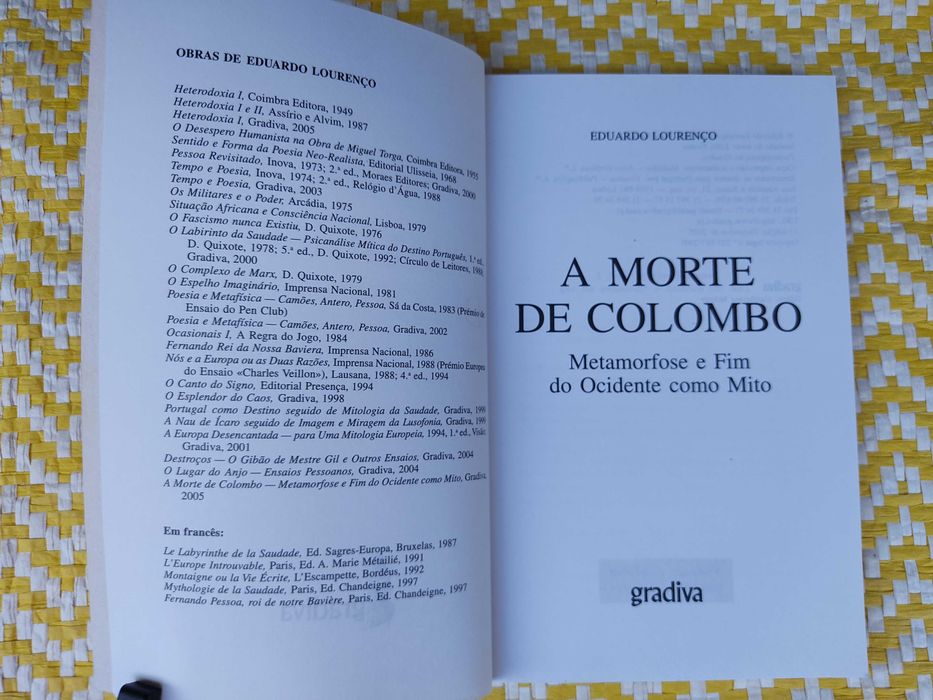 OBRAS DE EDUARDO LOURENÇO
Heterodoxia I, Coimbra Editora, 1949
Heterodoxia I e II, Assírio e Alvim, 1987
Heterodoxia I, Gradiva, 2005
O Desespero Humanista na Obra de Miguel Torga, Coimbra Editora, 1955
Sentido e Forma da Poesia Neo-Realista, Editorial Ulisseia, 1968
Pessoa Revisitado, Inova, 1973; 2.ª ed., Moraes Editores; Gradiva, 2000
Tempo e Poesia, Inova, 1974; 2.ª ed., Relógio d'Água, 1988
Tempo e Poesia, Gradiva, 2003
Os Militares e o Poder, Arcádia, 1975
Situação Africana e Consciência Nacional, Lisboa, 1979
O Fascismo nunca Existiu, D. Quixote, 1976
O Labirinto da Saudade — Psicanálise Mítica do Destino Português, 1.ª ed.,
D. Quixote, 1978; 5.ª ed., D. Quixote, 1992; Círculo de Leitores, 1988;
Gradiva, 2000
O Complexo de Marx, D. Quixote, 1979
O Espelho Imaginário, Imprensa Nacional, 1981
Poesia e Metafísica — Camões, Antero, Pessoa, Sá da Costa, 1983 (Prémio de
Ensaio do Pen Club)
Poesia e Metafísica — Camões, Antero, Pessoa, Gradiva, 2002
Ocasionais I, A Regra do Jogo, 1984
Fernando Rei da Nossa Baviera, Imprensa Nacional, 1986
Nós e a Europa ou as Duas Razões, Imprensa Nacional, 1988 (Prémio Europeu
do Ensaio «Charles Veillon»), Lausana, 1988; 4.ª ed., 1994
O Canto do Signo, Editorial Presença, 1994
O Esplendor do Caos, Gradiva, 1998
Portugal como Destino seguido de Mitologia da Saudade, Gradiva, 1999
A Nau de Ícaro seguido de Imagem e Miragem da Lusofonia, Gradiva, 1999
A Europa Desencantada — para Uma Mitologia Europeia, 1994, 1.ª ed., Visão;
Gradiva, 2001
Destroços — O Gibão de Mestre Gil e Outros Ensaios, Gradiva, 2004
O Lugar do Anjo — Ensaios Pessoanos, Gradiva, 2004
A Morte de Colombo — Metamorfose e Fim do Ocidente como Mito, Gradiva,
2005
Em francês:
Le Labyrinthe de la Saudade, Ed. Sagres-Europa, Bruxelas, 1987
L'Europe Introuvable, Paris, Ed. A. Marie Métailié, 1991
Montaigne ou la Vie Écrite, L'Escampette, Bordéus, 1992
Mythologie de la Saudade, Paris, Ed. Chandeigne, 1997
Fernando Pessoa, roi de notre Bavière, Paris, Ed. Chandeigne, 1997
EDUARDO LOURENÇO
A MORTE
DE COLOMBO
Metamorfose e Fim
do Ocidente como Mito
gradiva